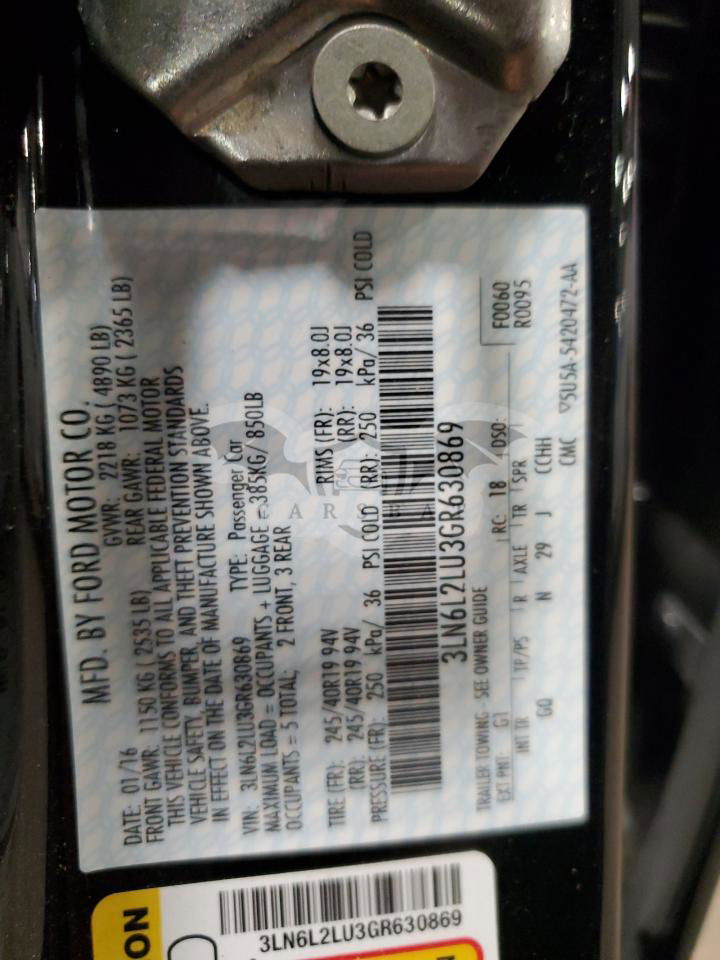 MFD. BY FORD MOTOR CO.
DATE: 01/16 GVWR: 2218 KG ( 4890 LB)
FRONT GAWR: 1150 KG ( 2535 LB) REAR GAWR: 1073 KG ( 2365 LB)
THIS VEHICLE CONFORMS TO ALL APPLICABLE FEDERAL MOTOR
VEHICLE SAFETY, BUMPER, AND THEFT PREVENTION STANDARDS
IN EFFECT ON THE DATE OF MANUFACTURE SHOWN ABOVE.
VIN: 3LN6L2LU3GR630869 TYPE: Passenger Car
MAXIMUM LOAD = OCCUPANTS + LUGGAGE = 385KG/ 850LB
OCCUPANTS = 5 TOTAL: 2 FRONT, 3 REAR
TIRE (FR): 245/40R19 94V RIMS (FR): 19x8.0J
(RR): 245/40R19 94V (RR): 19x8.0J
PRESSURE (FR): 250 kPa/ 36 PSI COLD (RR): 250 kPa/ 36 PSI COLD
3LN6L2LU3GR630869
TRAILER TOWING - SEE OWNER GUIDE
EXT PNT: G1 RC: 18 DSO: F0060
R0095
INT TR TP/PS R AXLE TR SPR
GQ N 29 J CCHH
CMC ▽5U5A-5420472-AA
CARSBA
ION
3LN6L2LU3GR630869